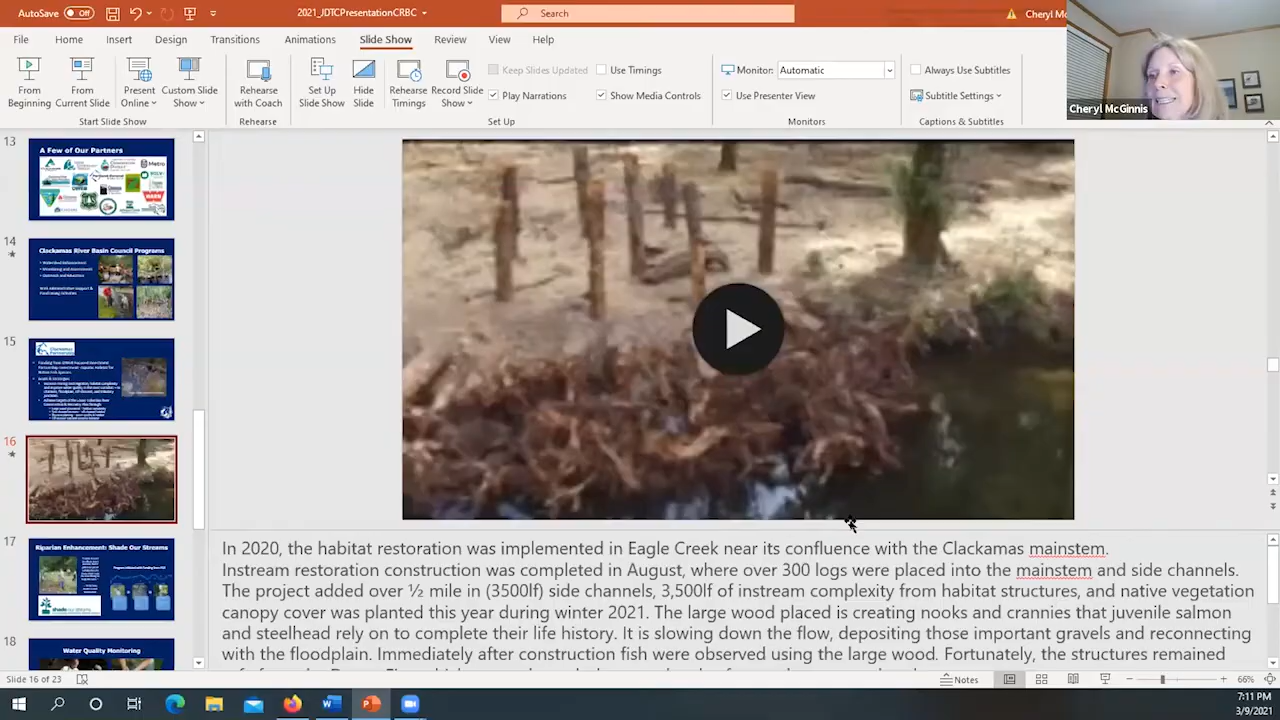 AutoSave Off 2021_JDTCPresentationCRBC Search Cheryl Mc
File Home Insert Design Transitions Animations Slide Show Review View Help
From Beginning
From Current Slide
Present Online
Custom Slide Show
Start Slide Show
Rehearse with Coach
Rehearse
Set Up Slide Show
Hide Slide
Rehearse Timings
Record Slide Show
Keep Slides Updated
Play Narrations
Use Timings
Show Media Controls
Set Up
Monitor: Automatic
Use Presenter View
Monitors
Always Use Subtitles
Subtitle Settings
Captions & Subtitles
Cheryl McGinnis
13
A Few of Our Partners
Metro
14
Clackamas River Basin Council Programs
15
16
17
Riparian Enhancement: Shade Our Streams
18
Water Quality Monitoring
In 2020, the habitat restoration was implemented in Eagle Creek near its confluence with the Clackamas mainstem.
Instream restoration construction was completed in August, where over 300 logs were placed into the mainstem and side channels.
The project added over ½ mile in (3500lf) side channels, 3,500lf of instream complexity from habitat structures, and native vegetation
canopy cover was planted this year during winter 2021. The large wood placed is creating nooks and crannies that juvenile salmon
and steelhead rely on to complete their life history. It is slowing down the flow, depositing those important gravels and reconnecting
with the floodplain. Immediately after construction fish were observed using the large wood. Fortunately, the structures remained
Slide 16 of 23 Notes 66%
7:11 PM
3/9/2021